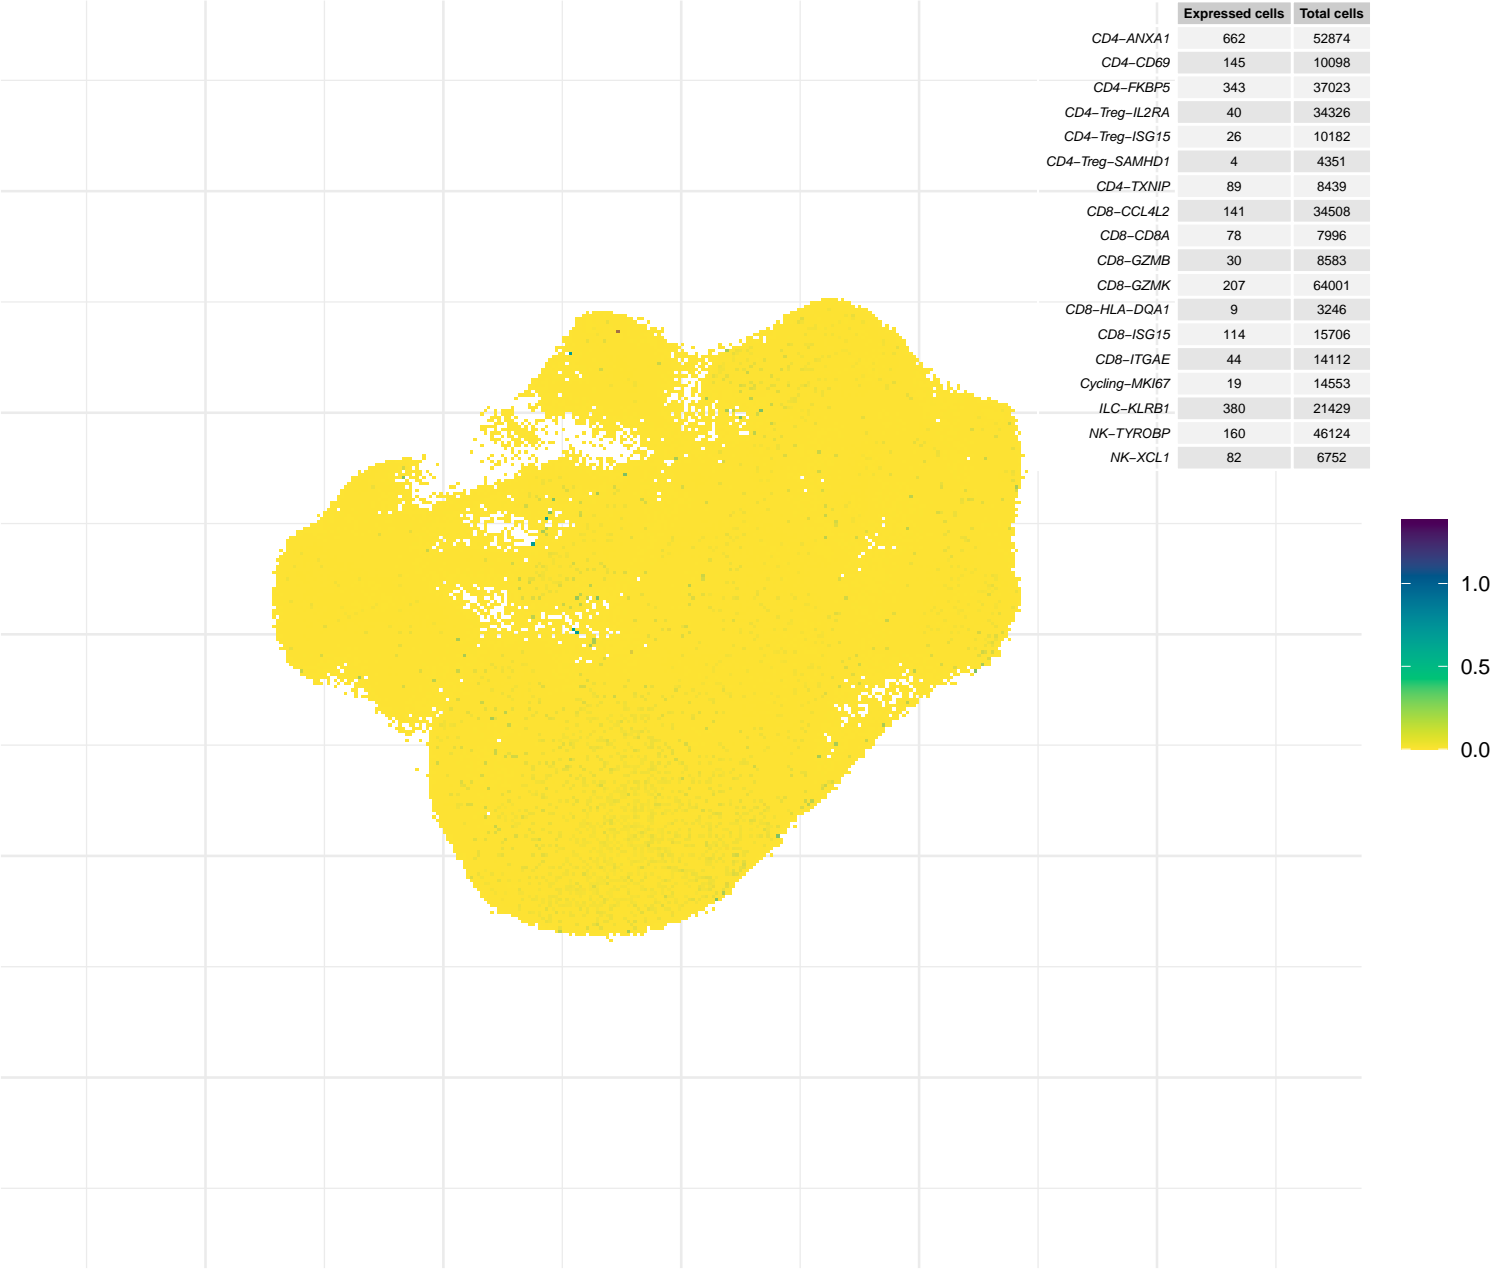 Expressed cells Total cells
CD4−ANXA1 662 52874
CD4−CD69 145 10098
CD4−FKBP5 343 37023
CD4−Treg−IL2RA 40 34326
CD4−Treg−ISG15 26 10182
CD4−Treg−SAMHD1 4 4351
CD4−TXNIP 89 8439
CD8−CCL4L2 141 34508
CD8−CD8A 78 7996
CD8−GZMB 30 8583
CD8−GZMK 207 64001
CD8−HLA−DQA1 9 3246
CD8−ISG15 114 15706
CD8−ITGAE 44 14112
Cycling−MKI67 19 14553
ILC−KLRB1 380 21429
NK−TYROBP 160 46124
NK−XCL1 82 6752
1.0
0.5
0.0